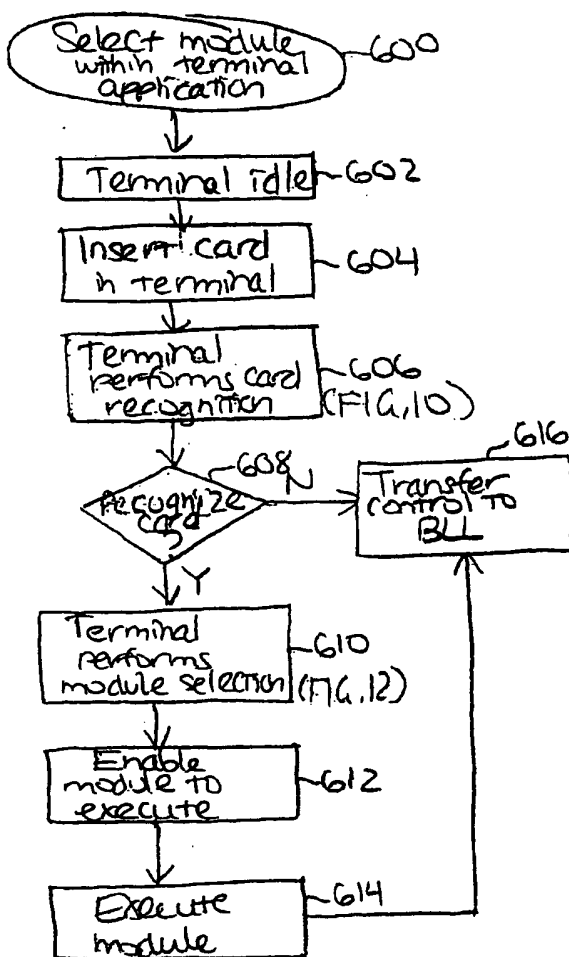 Select module
within terminal
application
600
Terminal idle
602
Insert card
in terminal
604
Terminal
performs card
recognition
606
(FIG,10)
608
Recognize
card
?
N
616
Transfer
control to
BLL
Y
Terminal
performs
module selection
610
(FIG,12)
Enable
module to
execute
612
Execute
module
614